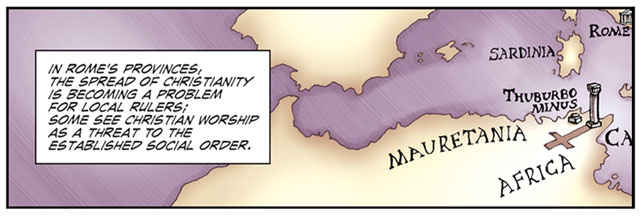 IN ROME'S PROVINCES,
THE SPREAD OF CHRISTIANITY
IS BECOMING A PROBLEM
FOR LOCAL RULERS;
SOME SEE CHRISTIAN WORSHIP
AS A THREAT TO THE
ESTABLISHED SOCIAL ORDER.
ROME
SARDINIA
THUBURBO
MINUS
MAURETANIA
AFRICA
CA